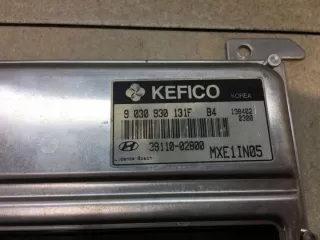 KEFICO
KOREA
9 030 930 131F B4
39110-02800
MXE1IN05